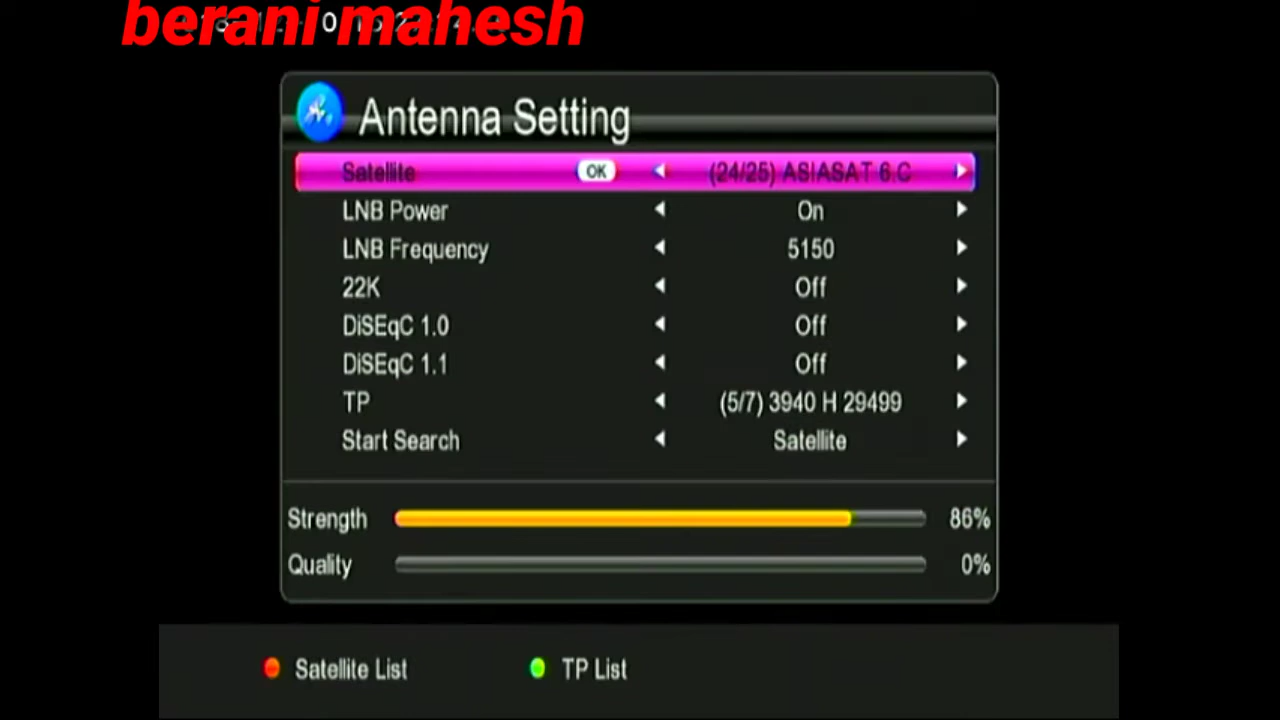 berani mahesh
Antenna Setting
Satellite OK (24/25) ASIASAT 6.C
LNB Power On
LNB Frequency 5150
22K Off
DiSEqC 1.0 Off
DiSEqC 1.1 Off
TP (5/7) 3940 H 29499
Start Search Satellite
Strength 86%
Quality 0%
Satellite List TP List